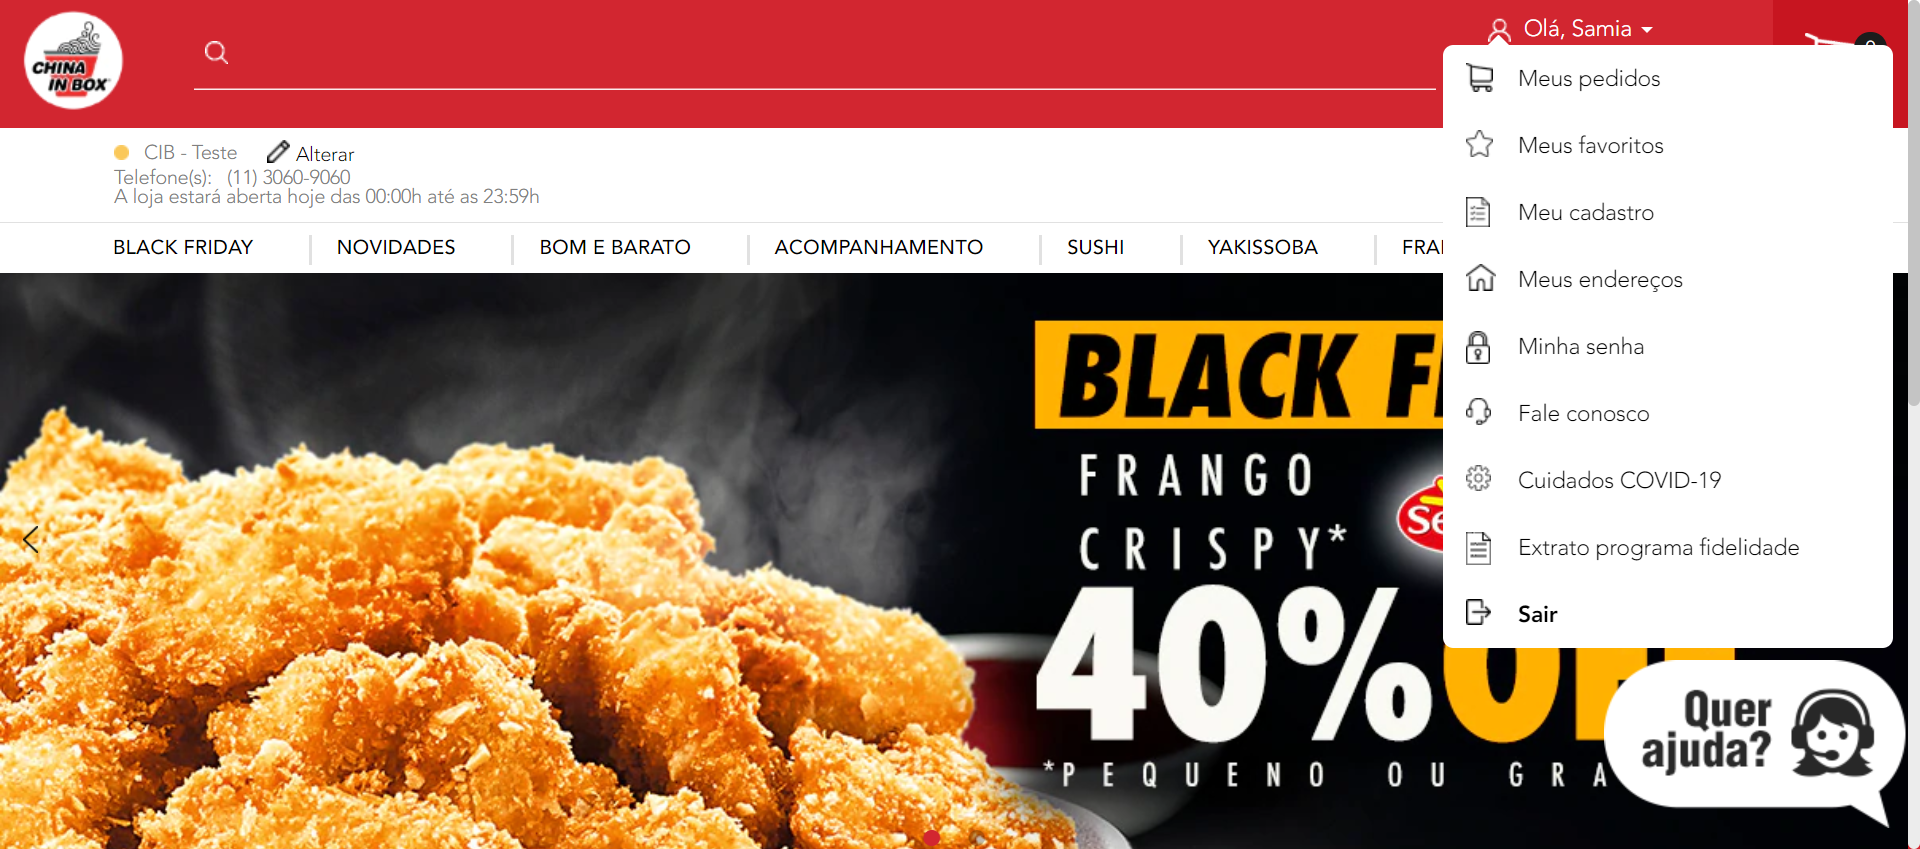 CHINA
IN BOX
Olá, Samia
CIB - Teste
Alterar
Telefone(s): (11) 3060-9060
A loja estará aberta hoje das 00:00h até as 23:59h
BLACK FRIDAY
NOVIDADES
BOM E BARATO
ACOMPANHAMENTO
SUSHI
YAKISSOBA
FRA
Meus pedidos
Meus favoritos
Meu cadastro
Meus endereços
Minha senha
Fale conosco
Cuidados COVID-19
Extrato programa fidelidade
Sair
BLACK F
FRANGO
CRISPY*
Se
40%
*PEQUENO OU GRA
Quer
ajuda?